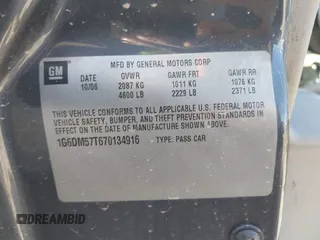 GM
MFD BY GENERAL MOTORS CORP
DATE GVWR GAWR FRT GAWR RR
10/06 2087 KG 1011 KG 1076 KG
4600 LB 2229 LB 2371 LB
THIS VEHICLE CONFORMS TO ALL APPLICABLE U.S. FEDERAL MOTOR
VEHICLE SAFETY, BUMPER, AND THEFT PREVENTION STANDARDS
IN EFFECT ON THE DATE OF MANUFACTURE SHOWN ABOVE.
1G6DM57T670134916 TYPE: PASS CAR
DREAMBID